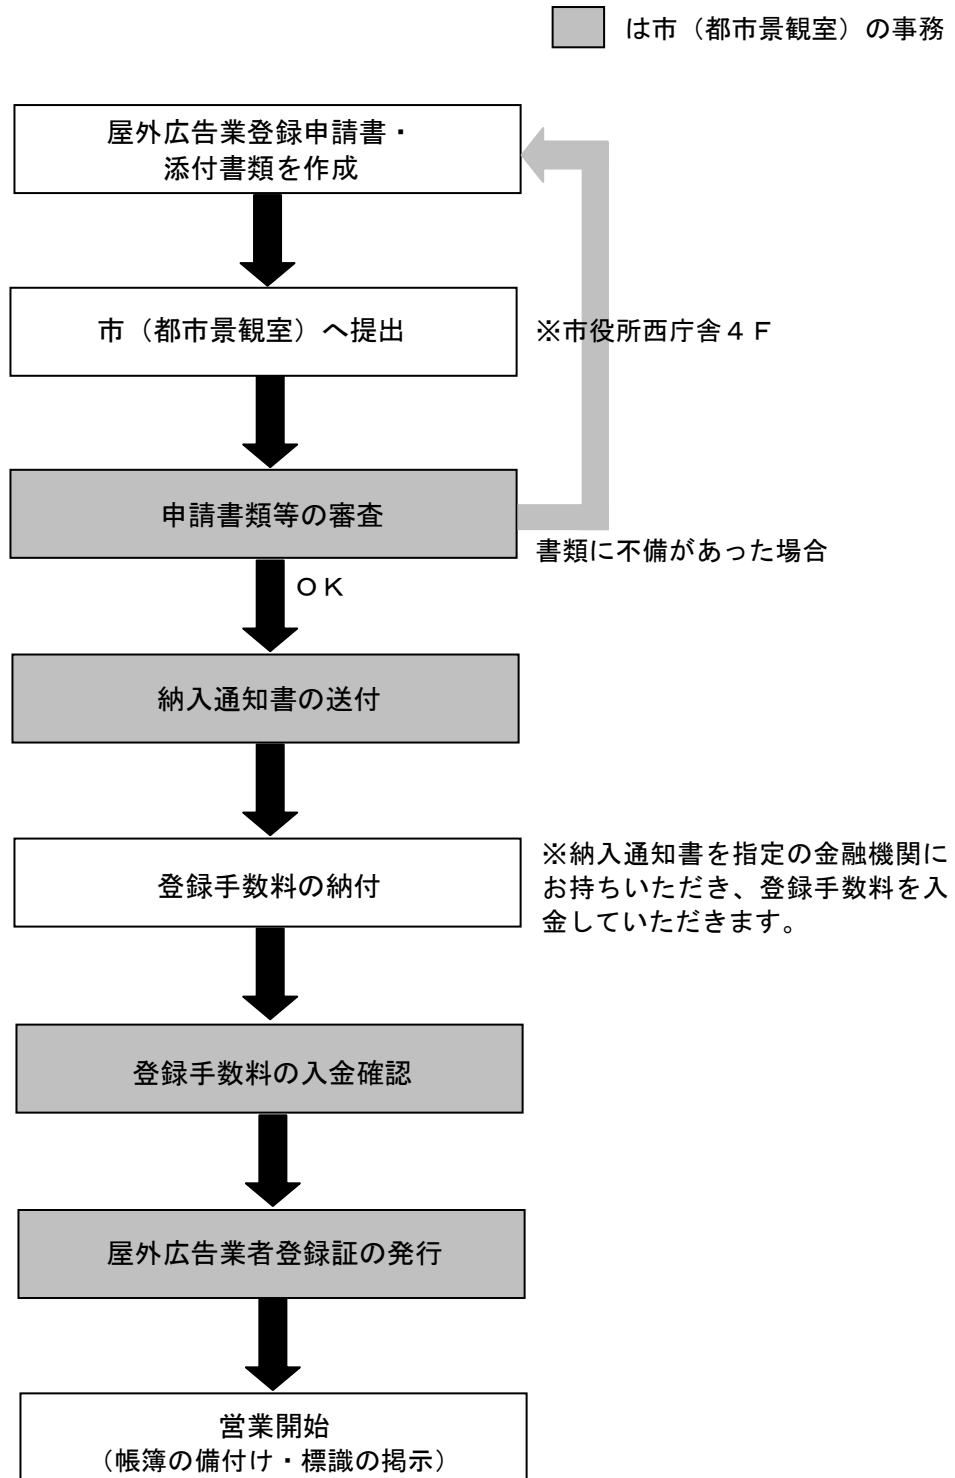 は市（都市景観室）の事務
屋外広告業登録申請書・
添付書類を作成
市（都市景観室）へ提出
※市役所西庁舎４Ｆ
申請書類等の審査
書類に不備があった場合
ＯＫ
納入通知書の送付
登録手数料の納付
※納入通知書を指定の金融機関に
お持ちいただき、登録手数料を入
金していただきます。
登録手数料の入金確認
屋外広告業者登録証の発行
営業開始
（帳簿の備付け・標識の掲示）